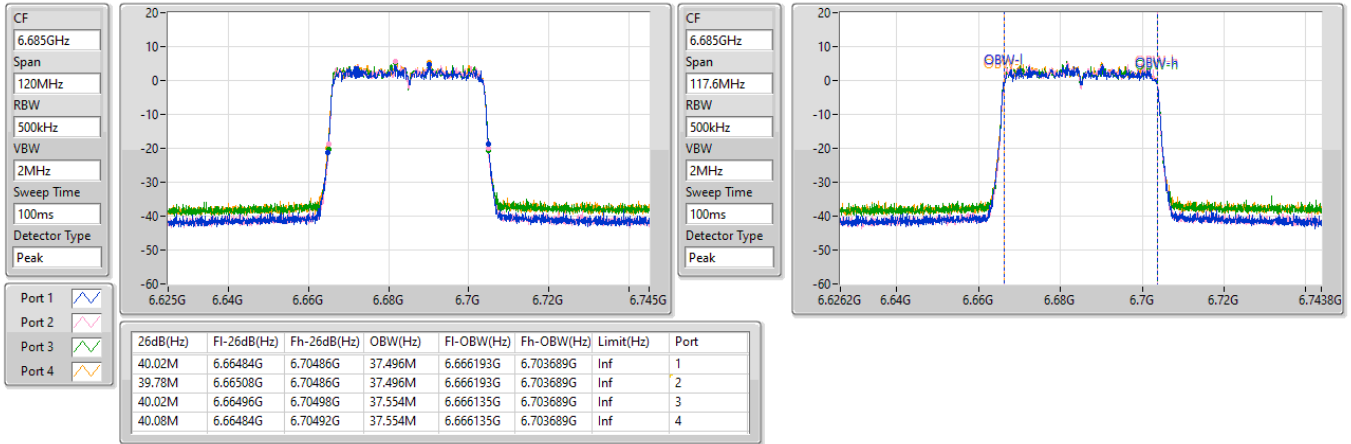 CF
6.685GHz
Span
120MHz
RBW
500kHz
VBW
2MHz
Sweep Time
100ms
Detector Type
Peak
20
10
0
-10
-20
-30
-40
-50
-60
6.625G 6.64G 6.66G 6.68G 6.7G 6.72G 6.745G
CF
6.685GHz
Span
117.6MHz
RBW
500kHz
VBW
2MHz
Sweep Time
100ms
Detector Type
Peak
20
10
0
-10
-20
-30
-40
-50
-60
OBW-l OBW-h
6.6262G 6.64G 6.66G 6.68G 6.7G 6.72G 6.7438G
Port 1
Port 2
Port 3
Port 4
26dB(Hz) Fl-26dB(Hz) Fh-26dB(Hz) OBW(Hz) Fl-OBW(Hz) Fh-OBW(Hz) Limit(Hz) Port
40.02M 6.66484G 6.70486G 37.496M 6.666193G 6.703689G Inf 1
39.78M 6.66508G 6.70486G 37.496M 6.666193G 6.703689G Inf 2
40.02M 6.66496G 6.70498G 37.554M 6.666135G 6.703689G Inf 3
40.08M 6.66484G 6.70492G 37.554M 6.666135G 6.703689G Inf 4